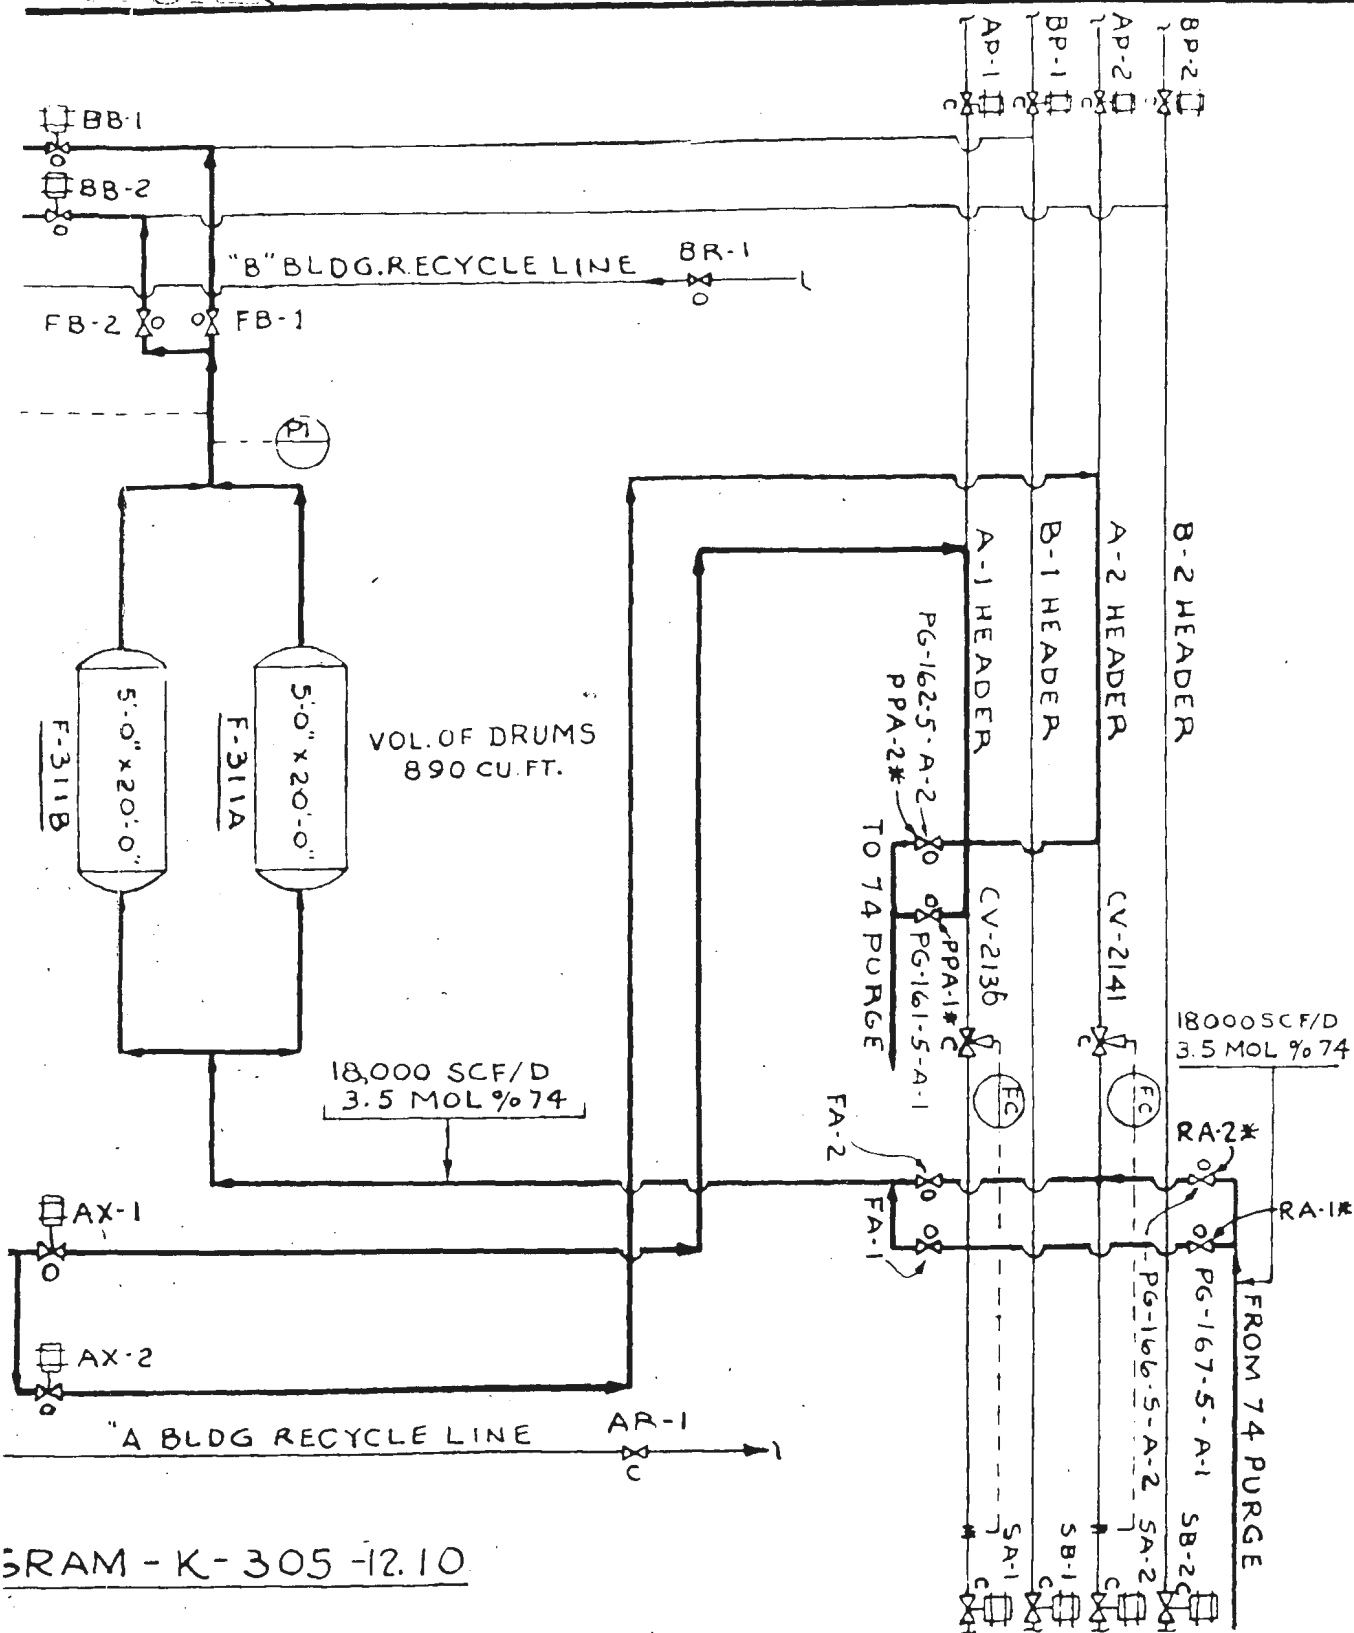 AP-1
BP-1
AP-2
BP-2
C
C
C
C
BB-1
O
BB-2
O
"B" BLDG. RECYCLE LINE
BR-1
O
FB-2
O
O
FB-1
PI
A-1 HEADER
B-1 HEADER
A-2 HEADER
B-2 HEADER
PG-162-5-A-2
PPA-2*
O
5'-0" x 20'-0"
F-311B
5'-0" x 20'-0"
F-311A
VOL. OF DRUMS
890 CU. FT.
TO 74 PURGE
O
PPA-1*
PG-161-5-A-1
CV-2136
C
CV-2141
C
FC
FC
18000 SCF/D
3.5 MOL % 74
18,000 SCF/D
3.5 MOL % 74
FA-2
O
RA-2*
O
FA-1
O
RA-1*
O
AX-1
O
PG-166-5-A-2
PG-167-5-A-1
FROM 74 PURGE
AX-2
O
"A BLDG RECYCLE LINE
AR-1
C
SA-1
SB-1
SA-2
SB-2
C
C
C
C
GRAM - K-305-12.10